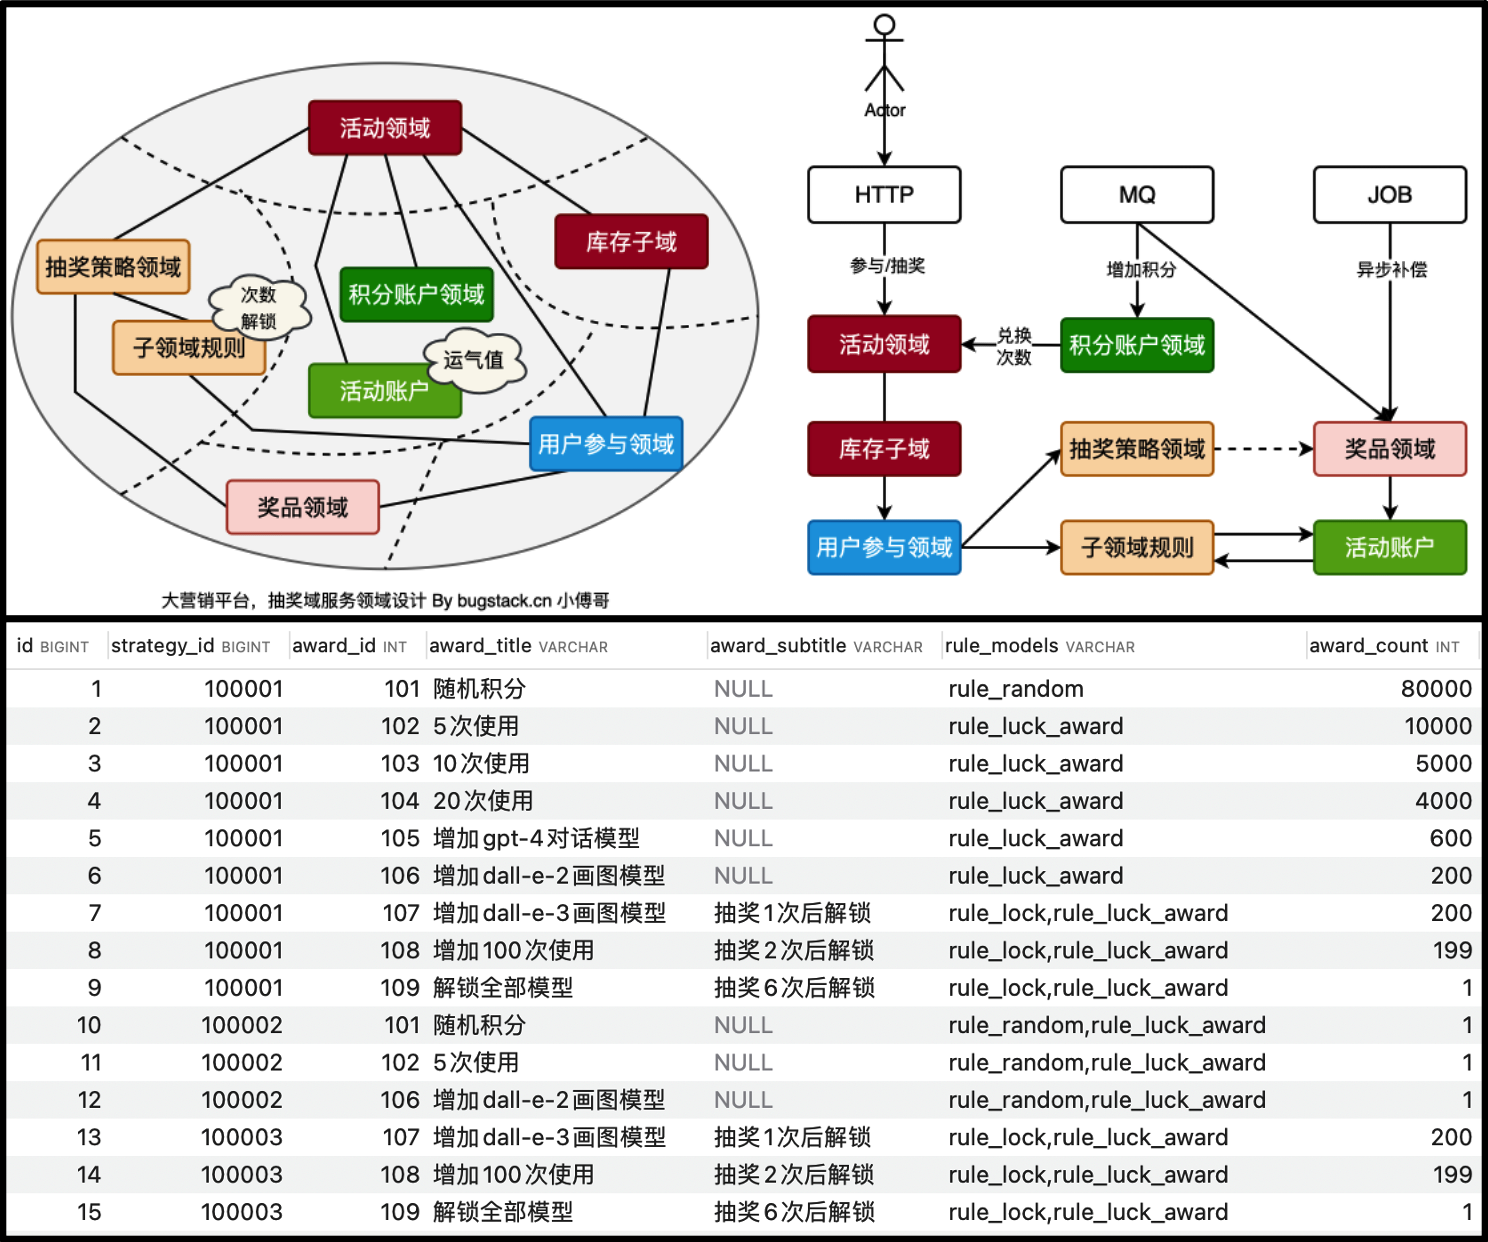 活动领域
库存子域
抽奖策略领域
次数
解锁
积分账户领域
子领域规则
运气值
活动账户
用户参与领域
奖品领域
大营销平台，抽奖域服务领域设计 By bugstack.cn 小傅哥
Actor
HTTP
MQ
JOB
参与/抽奖
增加积分
异步补偿
活动领域
兑换
次数
积分账户领域
库存子域
抽奖策略领域
奖品领域
用户参与领域
子领域规则
活动账户
id BIGINT strategy_id BIGINT award_id INT award_title VARCHAR award_subtitle VARCHAR rule_models VARCHAR award_count INT
1 100001 101 随机积分 NULL rule_random 80000
2 100001 102 5次使用 NULL rule_luck_award 10000
3 100001 103 10次使用 NULL rule_luck_award 5000
4 100001 104 20次使用 NULL rule_luck_award 4000
5 100001 105 增加gpt-4对话模型 NULL rule_luck_award 600
6 100001 106 增加dall-e-2画图模型 NULL rule_luck_award 200
7 100001 107 增加dall-e-3画图模型 抽奖1次后解锁 rule_lock,rule_luck_award 200
8 100001 108 增加100次使用 抽奖2次后解锁 rule_lock,rule_luck_award 199
9 100001 109 解锁全部模型 抽奖6次后解锁 rule_lock,rule_luck_award 1
10 100002 101 随机积分 NULL rule_random,rule_luck_award 1
11 100002 102 5次使用 NULL rule_random,rule_luck_award 1
12 100002 106 增加dall-e-2画图模型 NULL rule_random,rule_luck_award 1
13 100003 107 增加dall-e-3画图模型 抽奖1次后解锁 rule_lock,rule_luck_award 200
14 100003 108 增加100次使用 抽奖2次后解锁 rule_lock,rule_luck_award 199
15 100003 109 解锁全部模型 抽奖6次后解锁 rule_lock,rule_luck_award 1